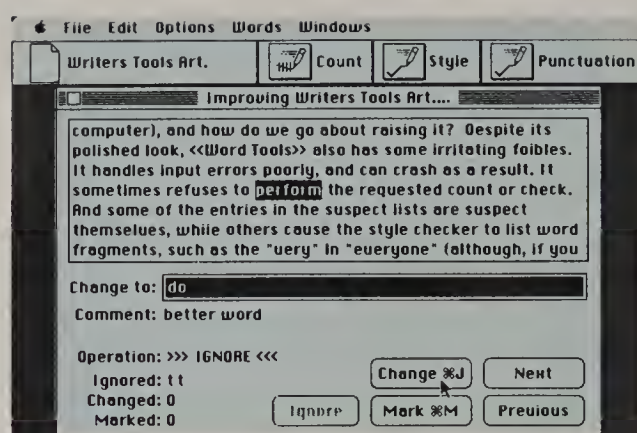 File Edit Options Words Windows
Writers Tools Art. Count Style Punctuation
Improving Writers Tools Art....
computer), and how do we go about raising it? Despite its
polished look, <<Word Tools>> also has some irritating foibles.
It handles input errors poorly, and can crash as a result. It
sometimes refuses to perform the requested count or check.
And some of the entries in the suspect lists are suspect
themselves, while others cause the style checker to list word
fragments, such as the "very" in "everyone" (although, if you
Change to: do
Comment: better word
Operation: >>> IGNORE <<<
Ignored: 11
Changed: 0
Marked: 0
Change ⌘J Next
Ignore Mark ⌘M Previous